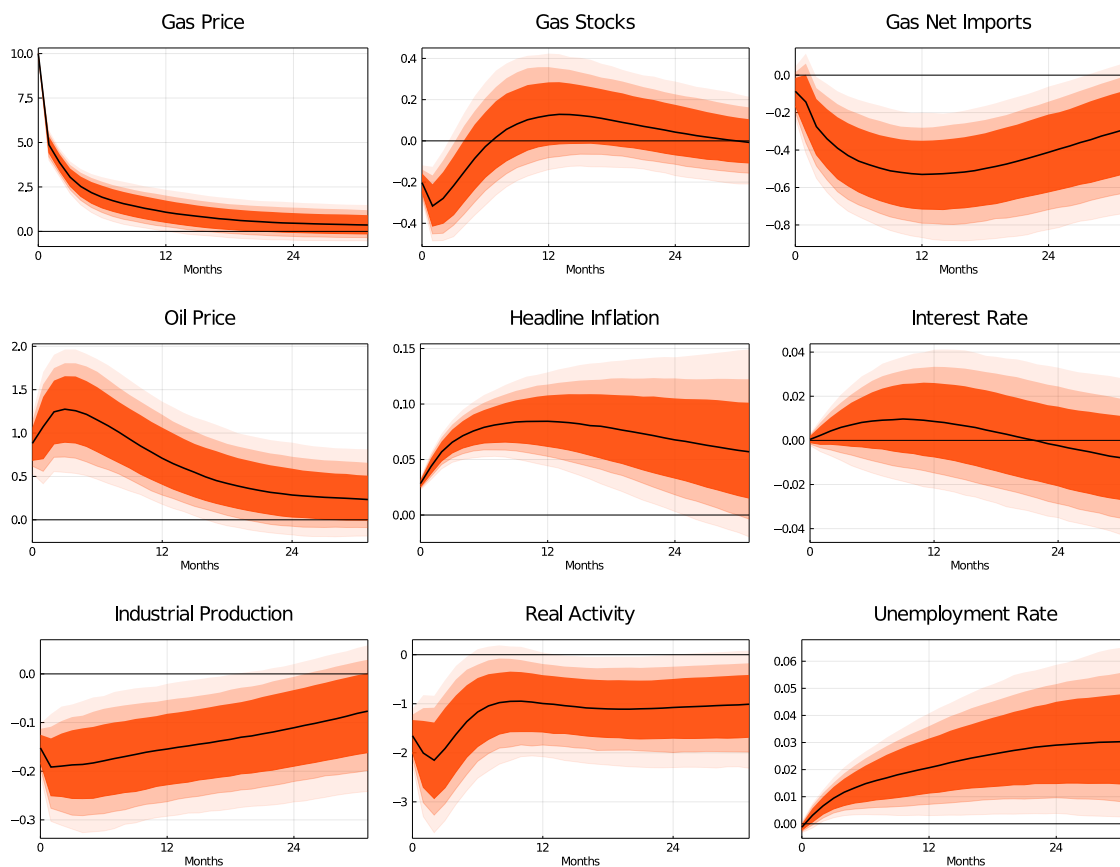 Gas Price
10.0
7.5
5.0
2.5
0.0
0 12 24
Months
Gas Stocks
0.4
0.2
0.0
−0.2
−0.4
0 12 24
Months
Gas Net Imports
0.0
−0.2
−0.4
−0.6
−0.8
0 12 24
Months
Oil Price
2.0
1.5
1.0
0.5
0.0
0 12 24
Months
Headline Inflation
0.15
0.10
0.05
0.00
0 12 24
Months
Interest Rate
0.04
0.02
0.00
−0.02
−0.04
0 12 24
Months
Industrial Production
0.0
−0.1
−0.2
−0.3
0 12 24
Months
Real Activity
0
−1
−2
−3
0 12 24
Months
Unemployment Rate
0.06
0.05
0.04
0.03
0.02
0.01
0.00
0 12 24
Months